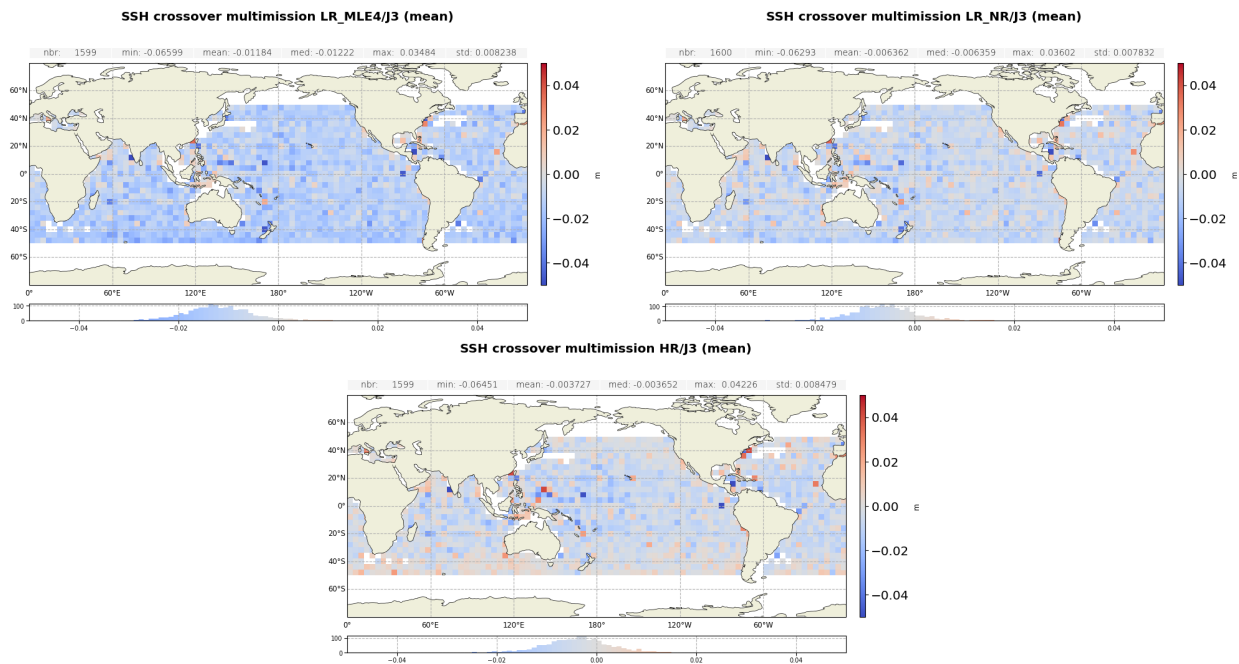 SSH crossover multimission LR_MLE4/J3 (mean)
nbr: 1599 min: -0.06599 mean: -0.01184 med: -0.01222 max: 0.03484 std: 0.008238
60°N
40°N
20°N
0°
20°S
40°S
60°S
0° 60°E 120°E 180° 120°W 60°W
0.04
0.02
0.00
−0.02
−0.04
m
100
0
−0.04 −0.02 0.00 0.02 0.04
SSH crossover multimission LR_NR/J3 (mean)
nbr: 1600 min: -0.06293 mean: -0.006362 med: -0.006359 max: 0.03602 std: 0.007832
60°N
40°N
20°N
0°
20°S
40°S
60°S
0° 60°E 120°E 180° 120°W 60°W
0.04
0.02
0.00
−0.02
−0.04
m
100
0
−0.04 −0.02 0.00 0.02 0.04
SSH crossover multimission HR/J3 (mean)
nbr: 1599 min: -0.06451 mean: -0.003727 med: -0.003652 max: 0.04226 std: 0.008479
60°N
40°N
20°N
0°
20°S
40°S
60°S
0° 60°E 120°E 180° 120°W 60°W
0.04
0.02
0.00
−0.02
−0.04
m
100
0
−0.04 −0.02 0.00 0.02 0.04